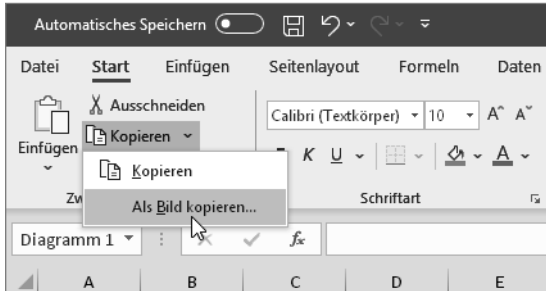 Automatisches Speichern
Datei Start Einfügen Seitenlayout Formeln Daten
Ausschneiden
Calibri (Textkörper) 10 A^ A˅
Kopieren
Einfügen
K U A
Kopieren
Als Bild kopieren...
Zw Schriftart
Diagramm 1 fx
A B C D E